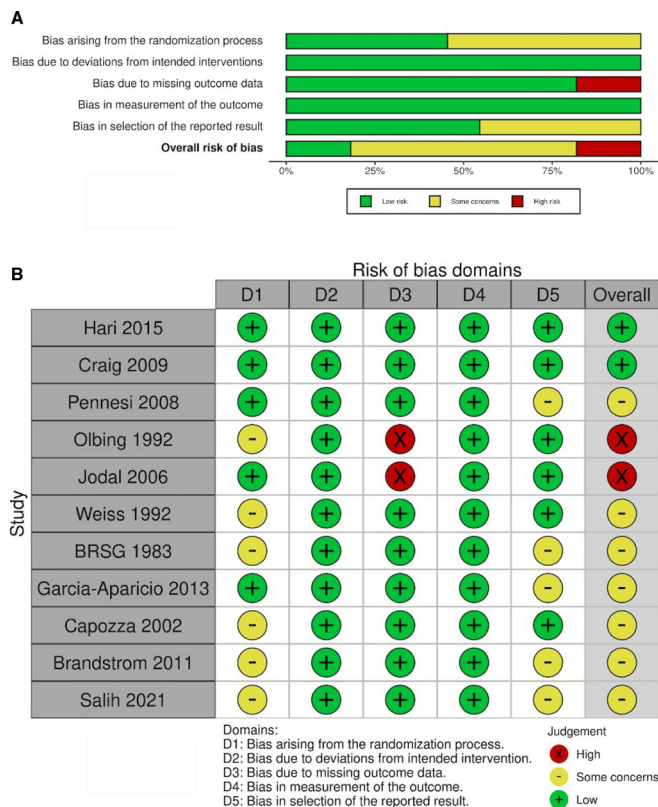 A
Bias arising from the randomization process
Bias due to deviations from intended interventions
Bias due to missing outcome data
Bias in measurement of the outcome
Bias in selection of the reported result
Overall risk of bias
0% 25% 50% 75% 100%
Low risk Some concerns High risk
B
Risk of bias domains
D1 D2 D3 D4 D5 Overall
Study
Hari 2015 + + + + + +
Craig 2009 + + + + + +
Pennesi 2008 + + + + - -
Olbing 1992 - + X + + X
Jodal 2006 + + X + + X
Weiss 1992 - + + + + -
BRSG 1983 - + + + - -
Garcia-Aparicio 2013 + + + + - -
Capozza 2002 - + + + + -
Brandstrom 2011 - + + + - -
Salih 2021 - + + + - -
Domains:
D1: Bias arising from the randomization process.
D2: Bias due to deviations from intended intervention.
D3: Bias due to missing outcome data.
D4: Bias in measurement of the outcome.
D5: Bias in selection of the reported result.
Judgement
X High
- Some concerns
+ Low